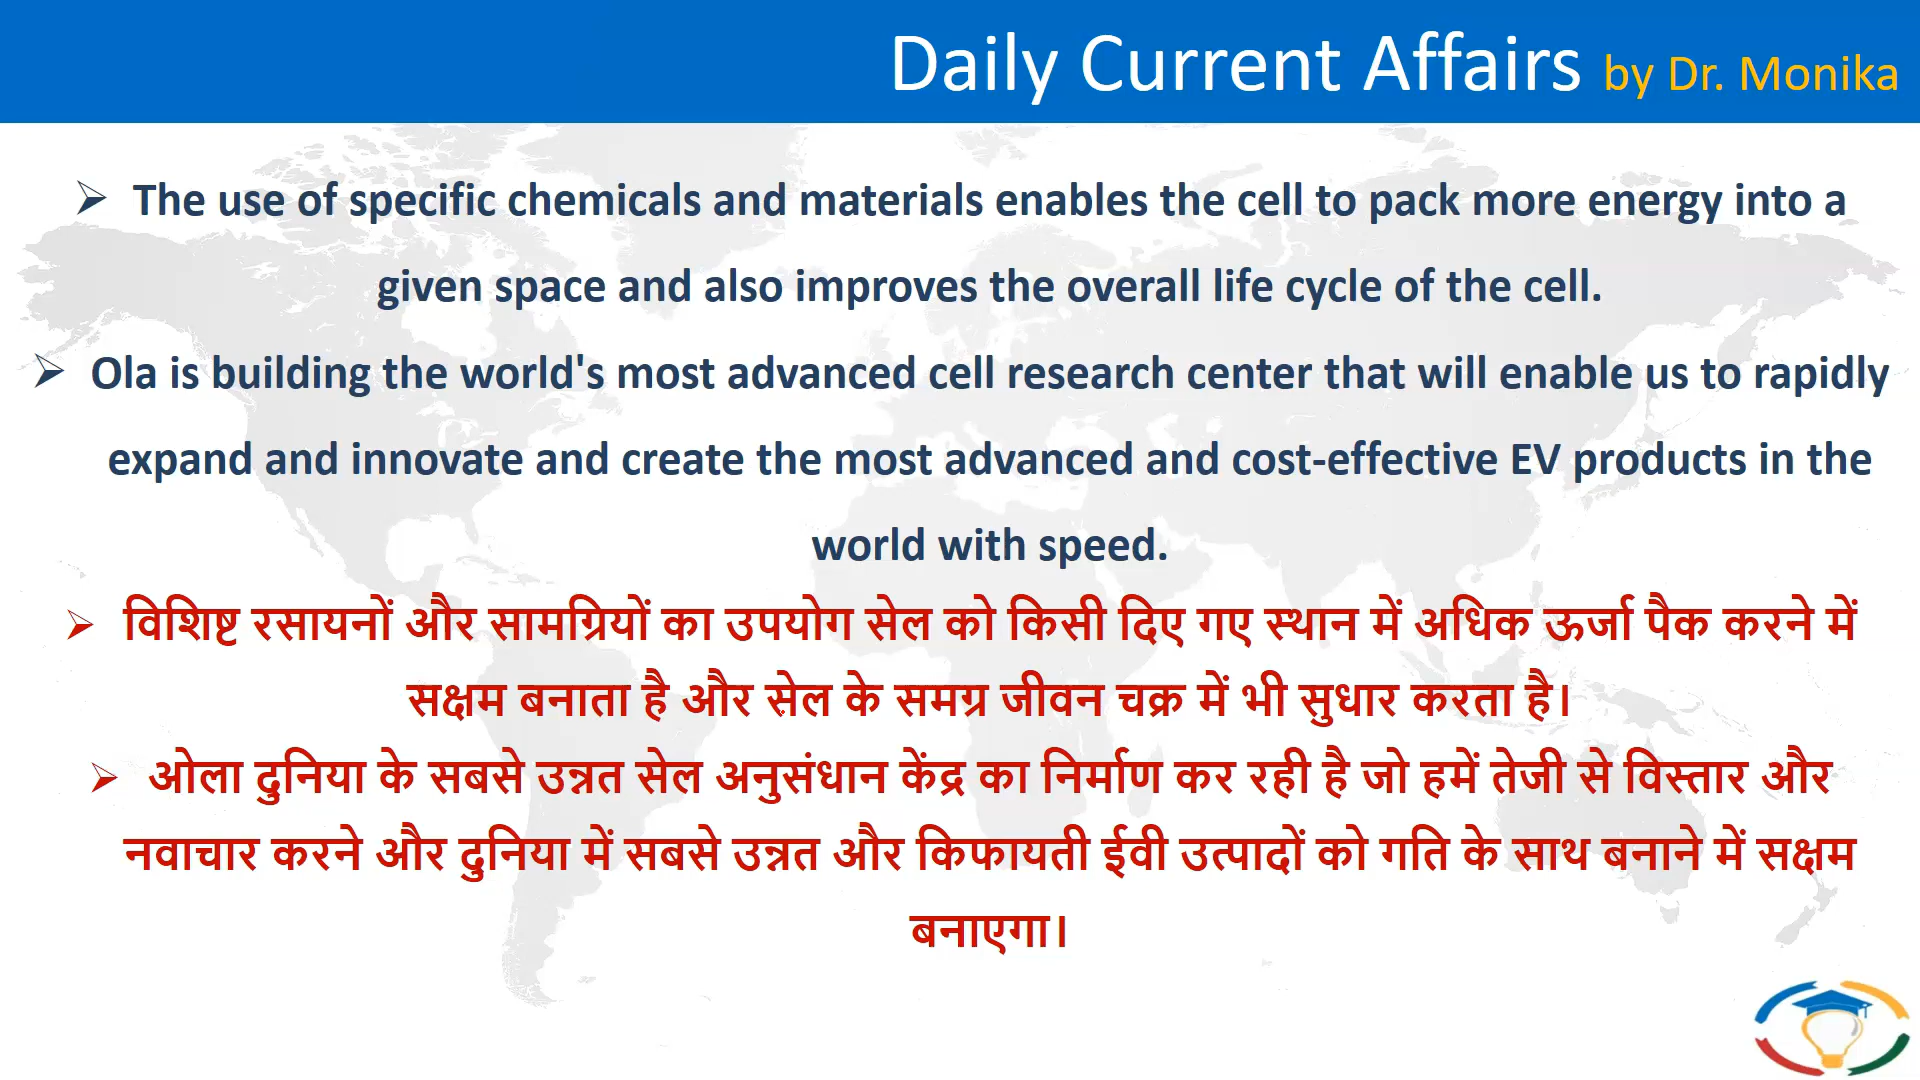 Daily Current Affairs by Dr. Monika
➢ The use of specific chemicals and materials enables the cell to pack more energy into a
given space and also improves the overall life cycle of the cell.
➢ Ola is building the world's most advanced cell research center that will enable us to rapidly
expand and innovate and create the most advanced and cost-effective EV products in the
world with speed.
➢ विशिष्ट रसायनों और सामग्रियों का उपयोग सेल को किसी दिए गए स्थान में अधिक ऊर्जा पैक करने में
सक्षम बनाता है और सेल के समग्र जीवन चक्र में भी सुधार करता है।
➢ ओला दुनिया के सबसे उन्नत सेल अनुसंधान केंद्र का निर्माण कर रही है जो हमें तेजी से विस्तार और
नवाचार करने और दुनिया में सबसे उन्नत और किफायती ईवी उत्पादों को गति के साथ बनाने में सक्षम
बनाएगा।